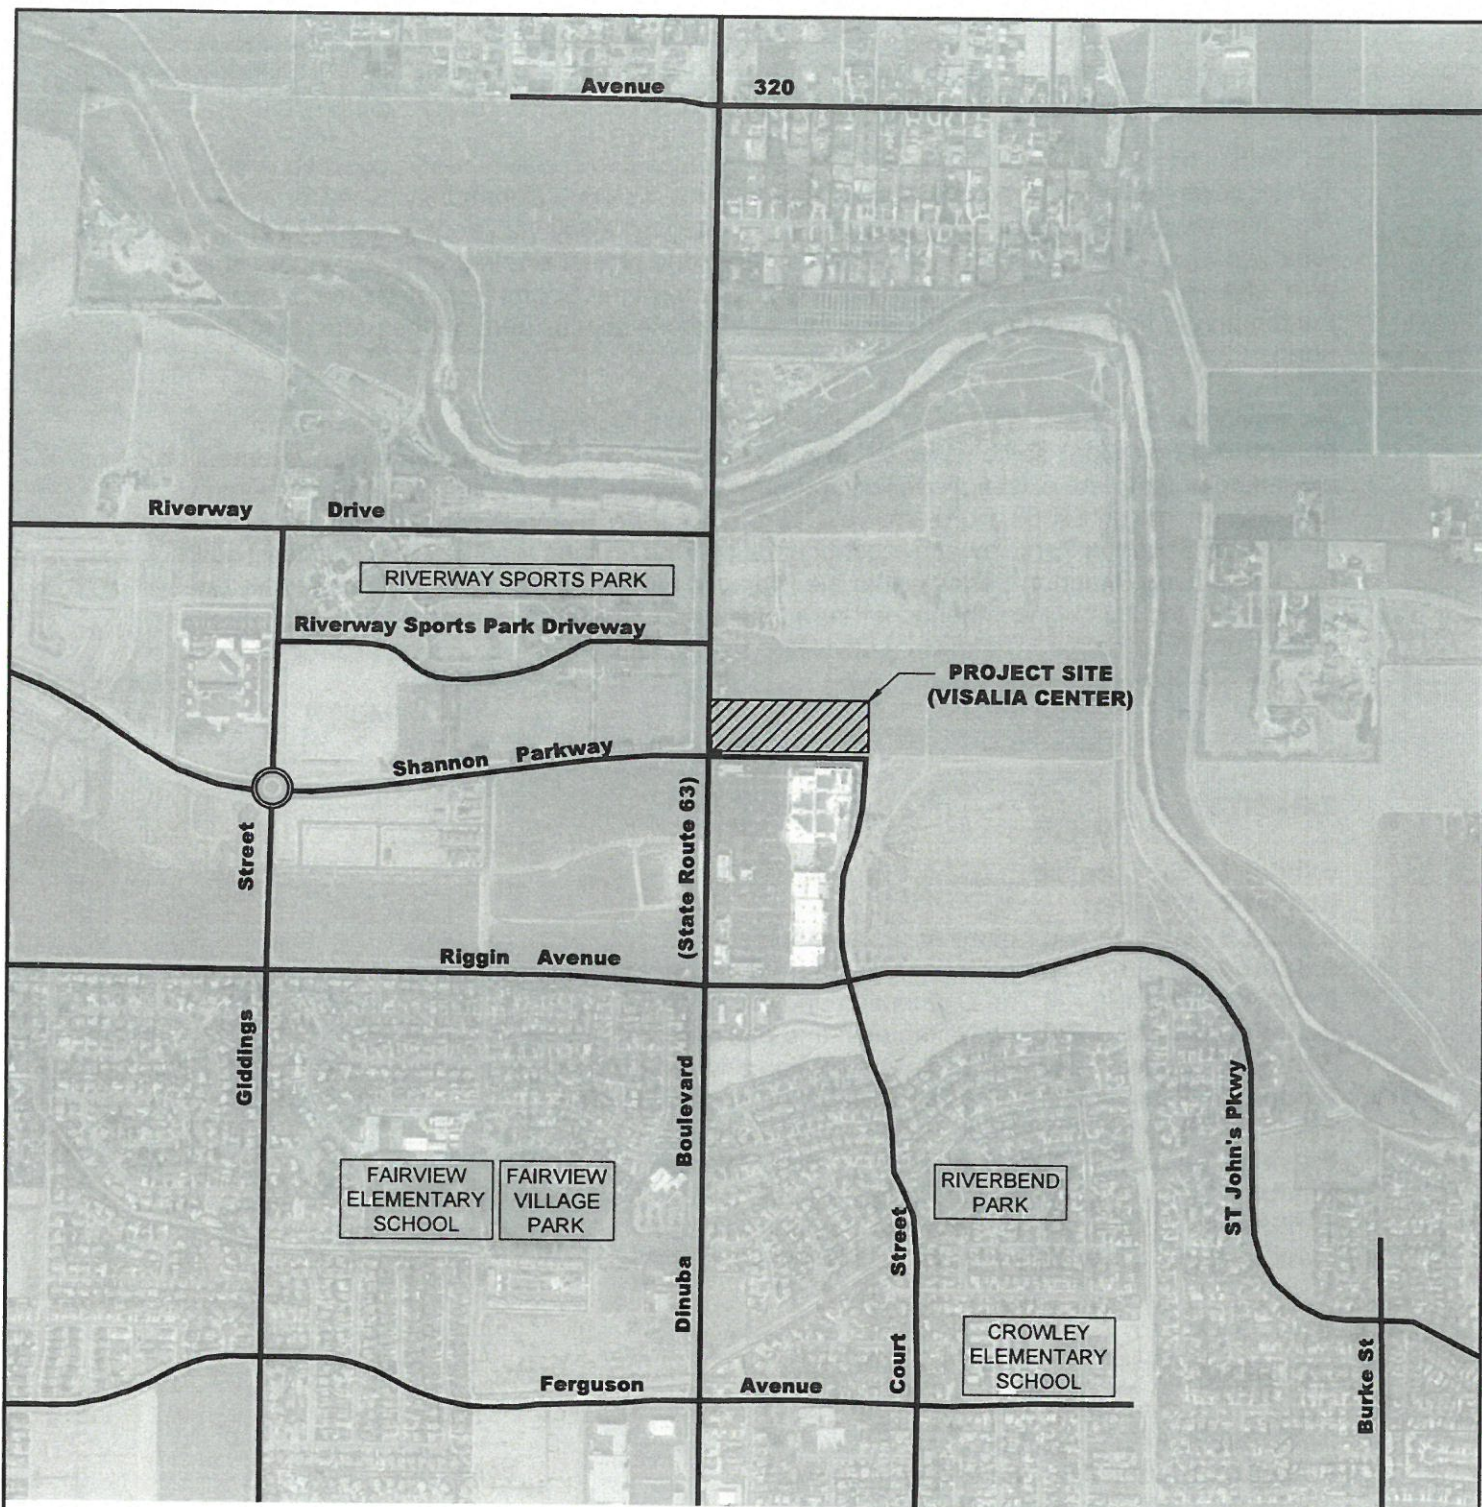 Avenue 320
Riverway Drive
RIVERWAY SPORTS PARK
Riverway Sports Park Driveway
PROJECT SITE
(VISALIA CENTER)
Shannon Parkway
(State Route 63)
Street
Riggin Avenue
Giddings
Boulevard
ST John's Pkwy
FAIRVIEW
ELEMENTARY
SCHOOL
FAIRVIEW
VILLAGE
PARK
RIVERBEND
PARK
Street
Dinuba
CROWLEY
ELEMENTARY
SCHOOL
Court
Burke St
Ferguson Avenue